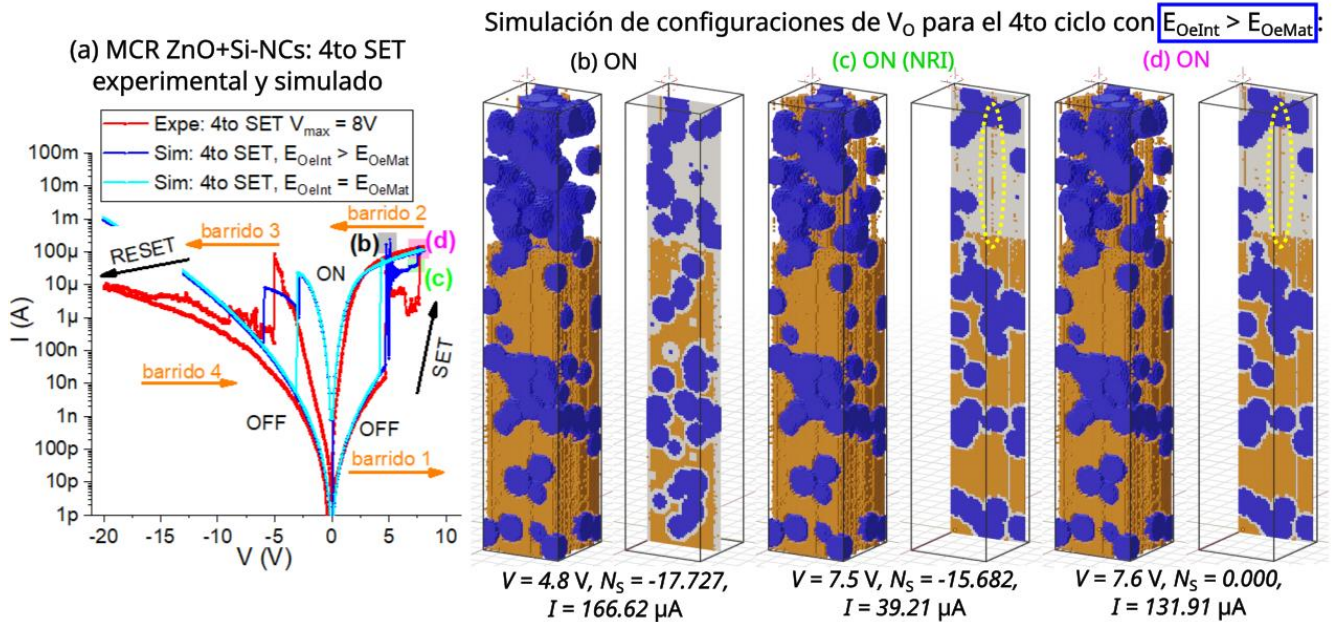 Simulación de configuraciones de V_O para el 4to ciclo con E_OeInt > E_OeMat:
(a) MCR ZnO+Si-NCs: 4to SET
experimental y simulado
(b) ON
(c) ON (NRI)
(d) ON
Expe: 4to SET V_max = 8V
Sim: 4to SET, E_OeInt > E_OeMat
Sim: 4to SET, E_OeInt = E_OeMat
100m
10m
1m
100µ
10µ
1µ
100n
10n
1n
100p
10p
1p
I (A)
barrido 3
barrido 2
RESET
ON
(b)
(d)
(c)
SET
barrido 4
OFF
OFF
barrido 1
-20 -15 -10 -5 0 5 10
V (V)
V = 4.8 V, N_S = -17.727,
I = 166.62 µA
V = 7.5 V, N_S = -15.682,
I = 39.21 µA
V = 7.6 V, N_S = 0.000,
I = 131.91 µA